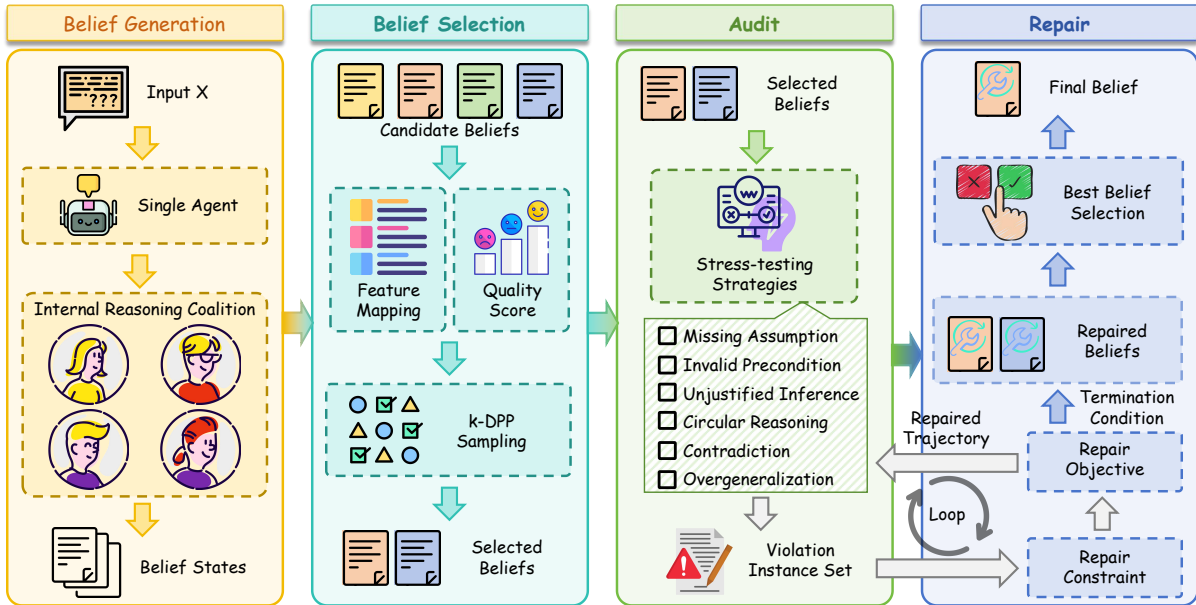 Belief Generation
Input X
???
Single Agent
Internal Reasoning Coalition
Belief States
Belief Selection
Candidate Beliefs
Feature
Mapping
Quality
Score
k-DPP
Sampling
Selected
Beliefs
Audit
Selected
Beliefs
W
Stress-testing
Strategies
Missing Assumption
Invalid Precondition
Unjustified Inference
Circular Reasoning
Contradiction
Overgeneralization
Violation
Instance Set
Repair
Final Belief
Best Belief
Selection
Repaired
Beliefs
Termination
Condition
Repaired
Trajectory
Repair
Objective
Loop
Repair
Constraint